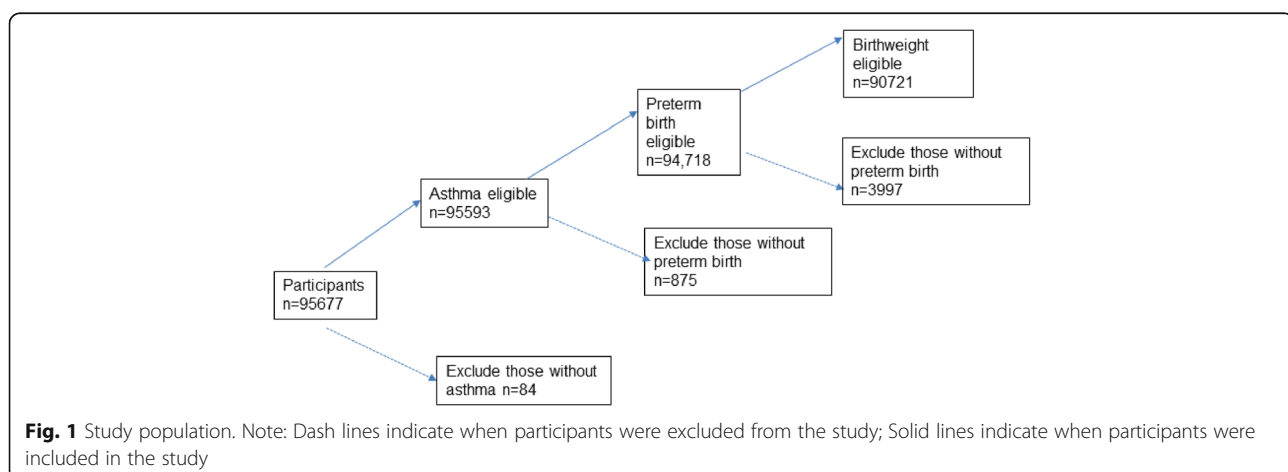 Birthweight
eligible
n=90721
Preterm
birth
eligible
n=94,718
Exclude those without
preterm birth
n=3997
Asthma eligible
n=95593
Exclude those without
preterm birth
n=875
Participants
n=95677
Exclude those without
asthma n=84
Fig. 1 Study population. Note: Dash lines indicate when participants were excluded from the study; Solid lines indicate when participants were
included in the study